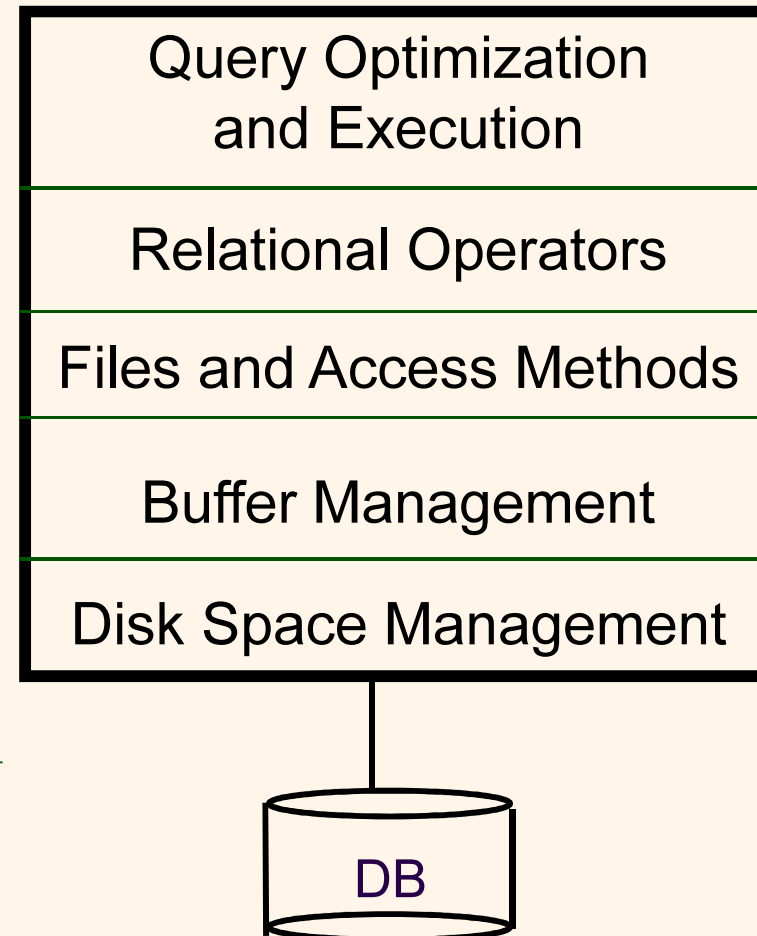 Query Optimization
and Execution
Relational Operators
Files and Access Methods
Buffer Management
Disk Space Management
DB